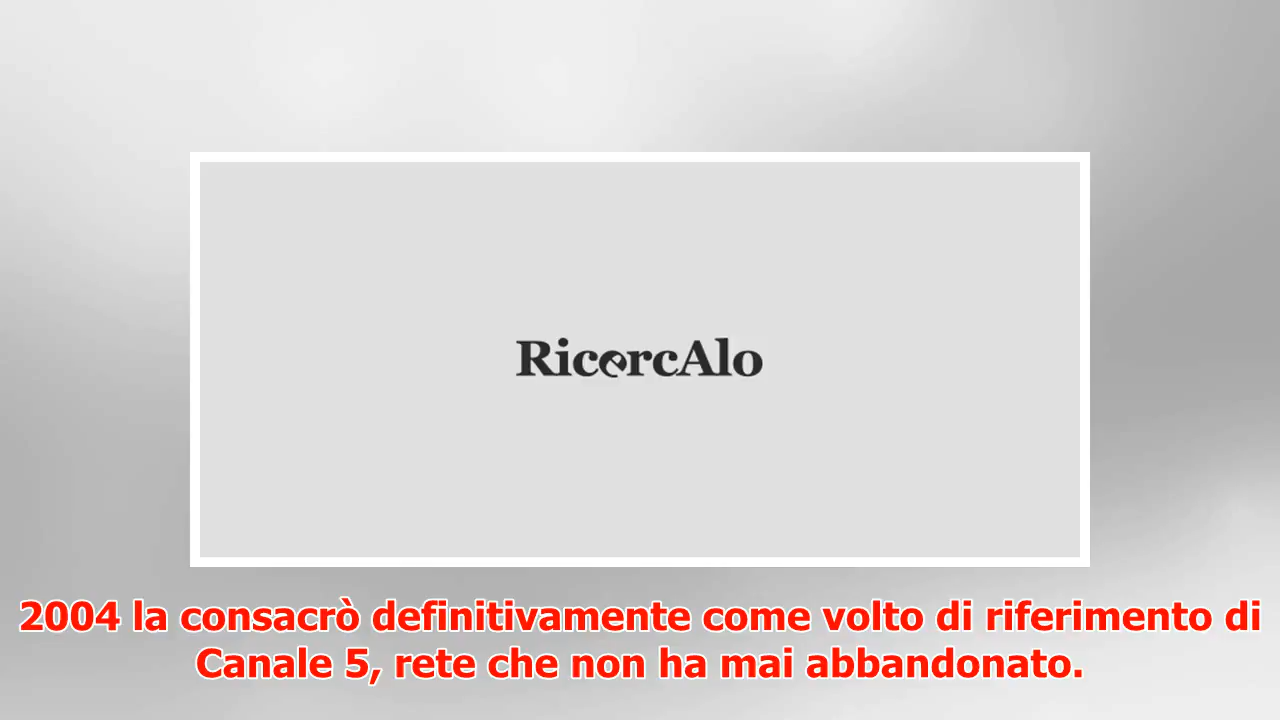 RicercAlo
2004 la consacrò definitivamente come volto di riferimento di
Canale 5, rete che non ha mai abbandonato.